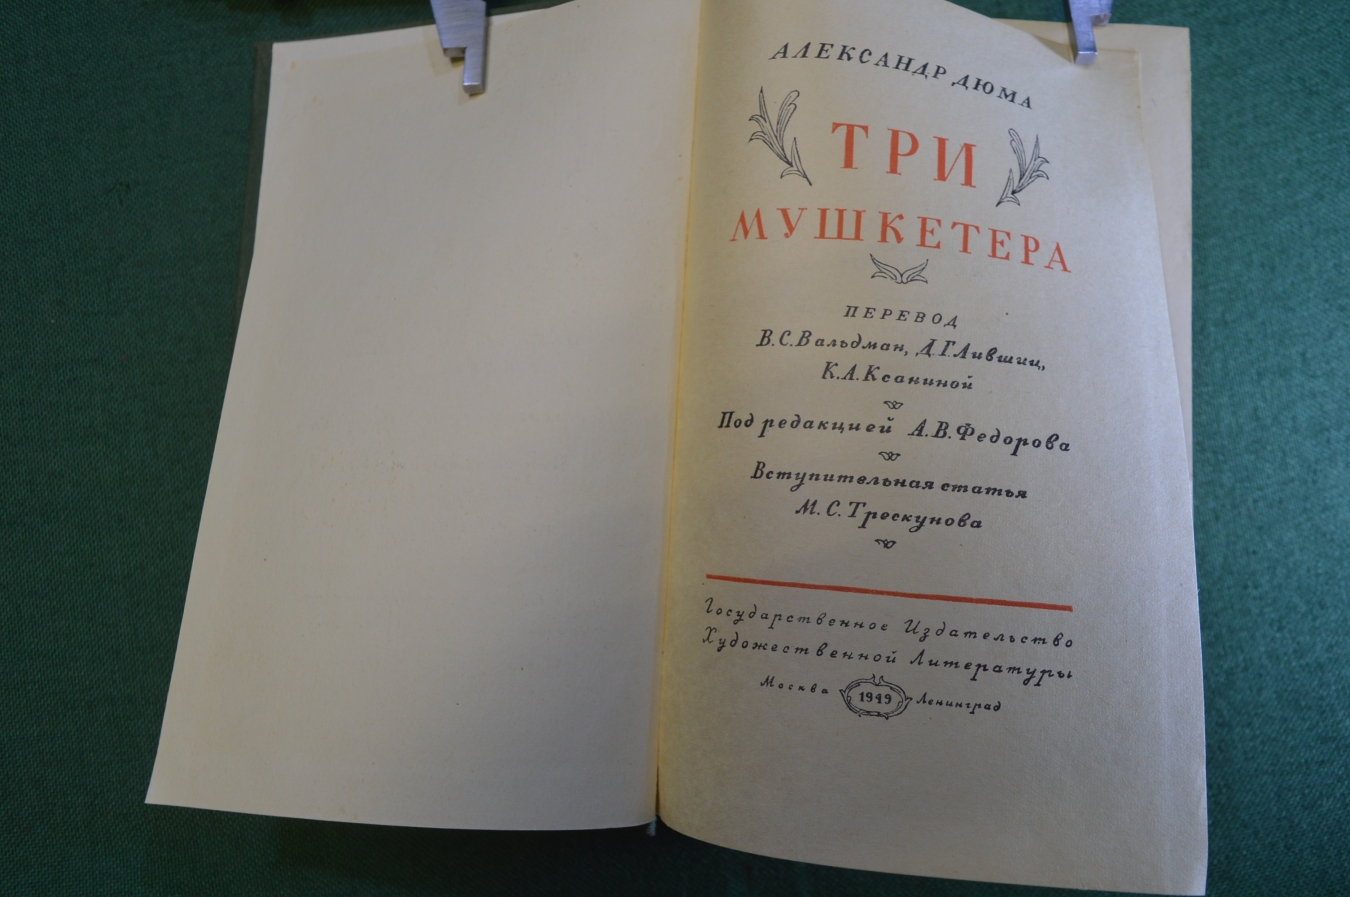 АЛЕКСАНДР ДЮМА
ТРИ
МУШКЕТЕРА
ПЕРЕВОД
В.С.Вальдман, Д.Г.Лившиц,
К.А.Ксаниной
Под редакцией А.В.Федорова
Вступительная статья
М.С.Трескунова
Государственное Издательство
Художественной Литературы
Москва 1949 Ленинград